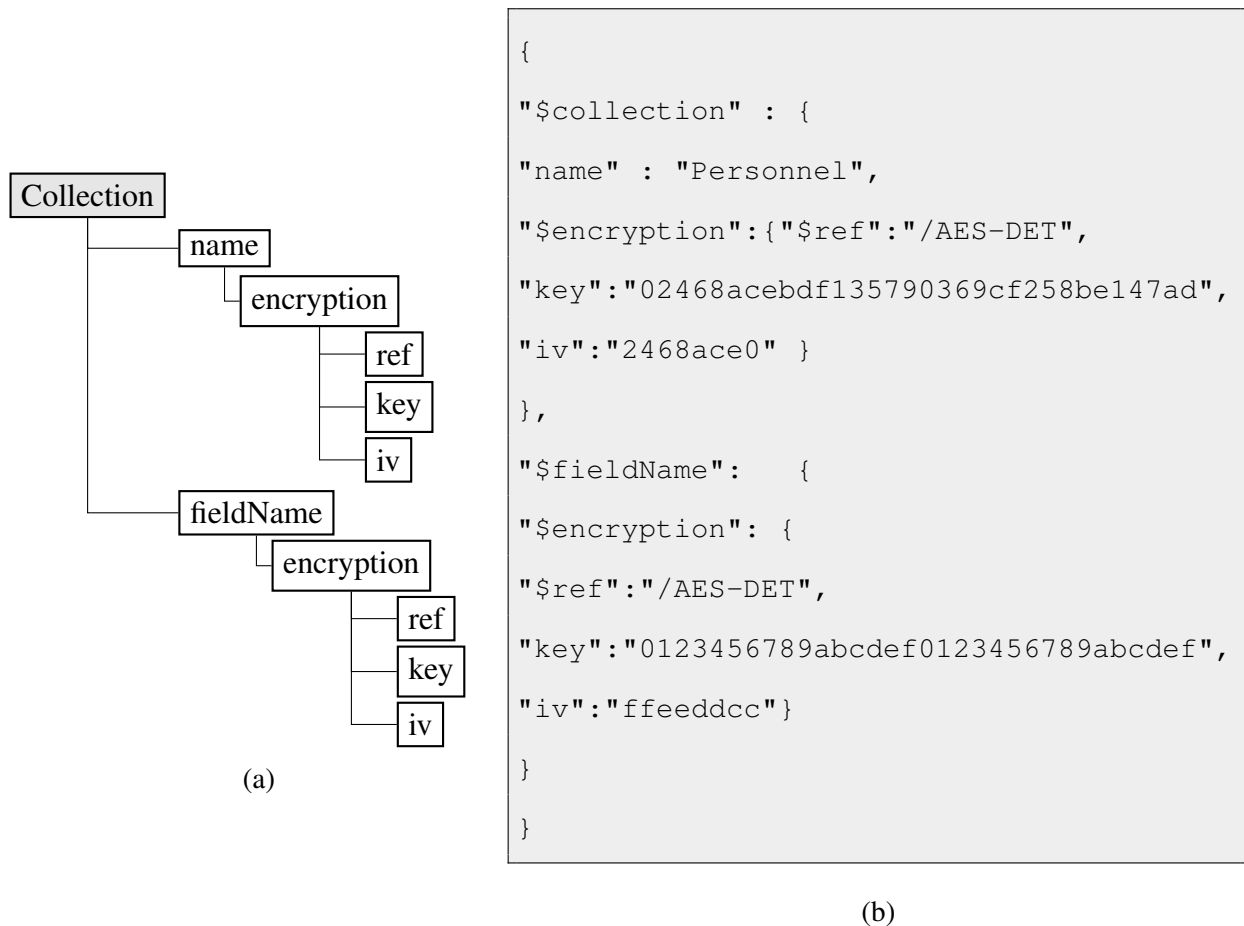 Collection
name
encryption
ref
key
iv
fieldName
encryption
ref
key
iv
(a)
{
"$collection" : {
"name" : "Personnel",
"$encryption":{"$ref":"/AES-DET",
"key":"02468acebdf135790369cf258be147ad",
"iv":"2468ace0" }
},
"$fieldName": {
"$encryption": {
"$ref":"/AES-DET",
"key":"0123456789abcdef0123456789abcdef",
"iv":"ffeeddcc"}
}
}
(b)